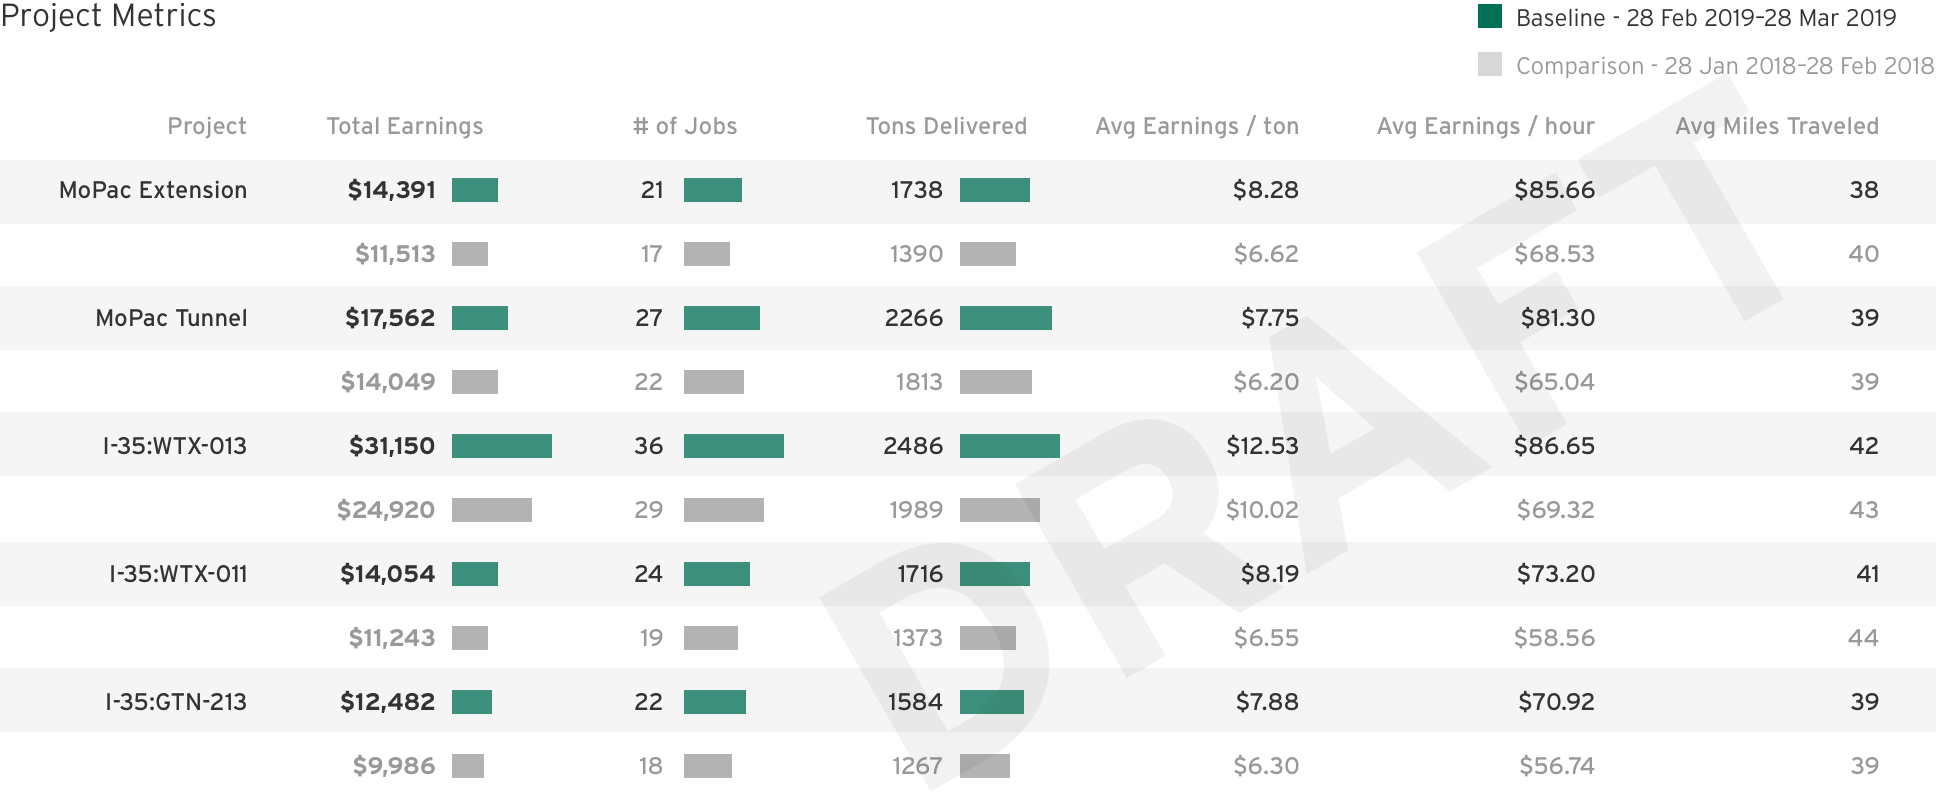 Project Metrics
Baseline - 28 Feb 2019–28 Mar 2019
Comparison - 28 Jan 2018–28 Feb 2018
Project Total Earnings # of Jobs Tons Delivered Avg Earnings / ton Avg Earnings / hour Avg Miles Traveled
MoPac Extension $14,391 21 1738 $8.28 $85.66 38
$11,513 17 1390 $6.62 $68.53 40
MoPac Tunnel $17,562 27 2266 $7.75 $81.30 39
$14,049 22 1813 $6.20 $65.04 39
I-35:WTX-013 $31,150 36 2486 $12.53 $86.65 42
$24,920 29 1989 $10.02 $69.32 43
I-35:WTX-011 $14,054 24 1716 $8.19 $73.20 41
$11,243 19 1373 $6.55 $58.56 44
I-35:GTN-213 $12,482 22 1584 $7.88 $70.92 39
$9,986 18 1267 $6.30 $56.74 39
DRAFT